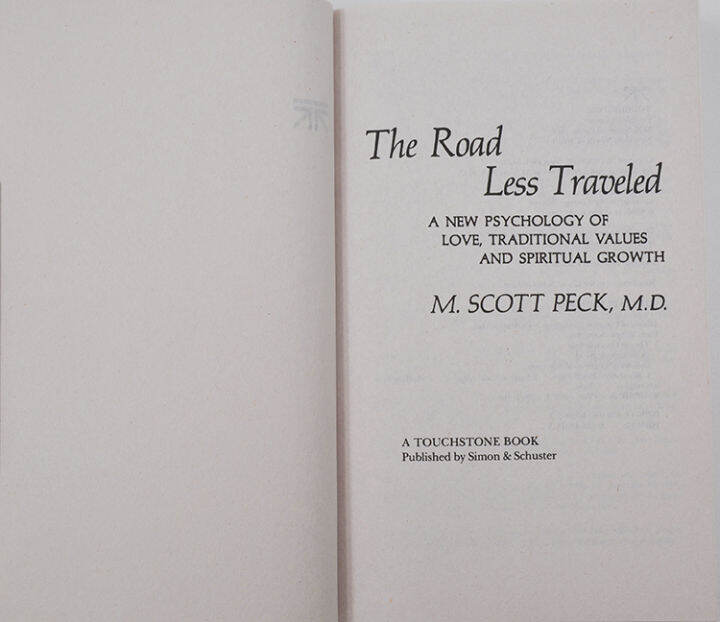 The Road
Less Traveled
A NEW PSYCHOLOGY OF
LOVE, TRADITIONAL VALUES
AND SPIRITUAL GROWTH
M. SCOTT PECK, M.D.
A TOUCHSTONE BOOK
Published by Simon & Schuster